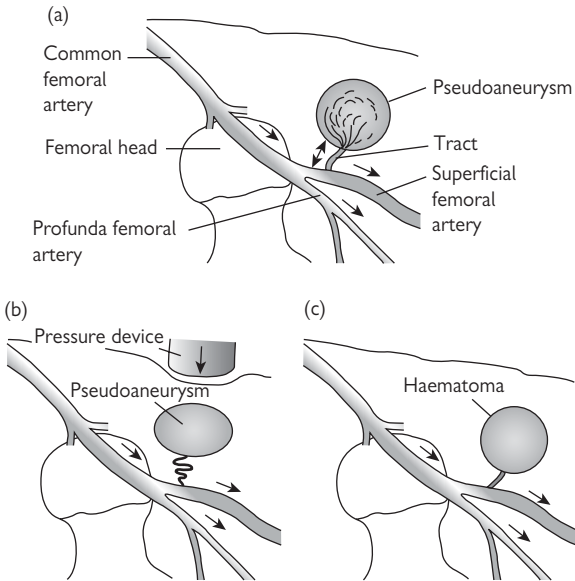 (a)
Common
femoral
artery
Femoral head
Profunda femoral
artery
Pseudoaneurysm
Tract
Superficial
femoral
artery
(b)
Pressure device
Pseudoaneurysm
(c)
Haematoma